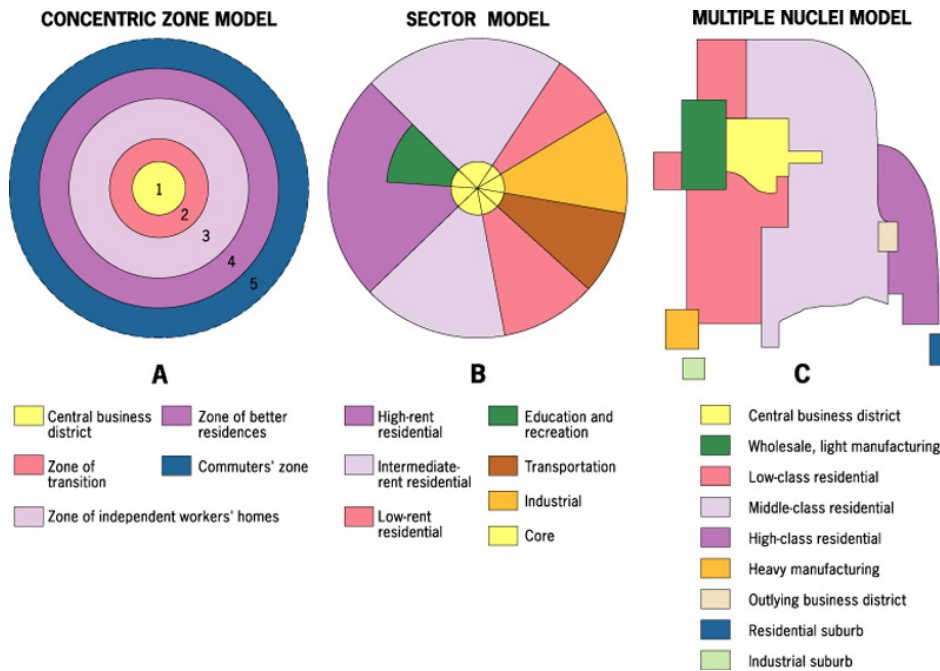 CONCENTRIC ZONE MODEL
SECTOR MODEL
MULTIPLE NUCLEI MODEL
1
2
3
4
5
A
B
C
Central business
district
Zone of
transition
Zone of independent workers' homes
Zone of better
residences
Commuters' zone
High-rent
residential
Intermediate-
rent residential
Low-rent
residential
Education and
recreation
Transportation
Industrial
Core
Central business district
Wholesale, light manufacturing
Low-class residential
Middle-class residential
High-class residential
Heavy manufacturing
Outlying business district
Residential suburb
Industrial suburb